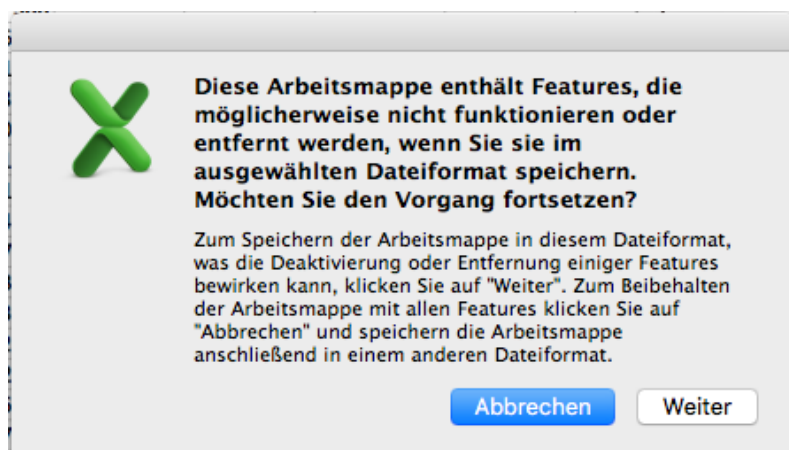 Diese Arbeitsmappe enthält Features, die
möglicherweise nicht funktionieren oder
entfernt werden, wenn Sie sie im
ausgewählten Dateiformat speichern.
Möchten Sie den Vorgang fortsetzen?
Zum Speichern der Arbeitsmappe in diesem Dateiformat,
was die Deaktivierung oder Entfernung einiger Features
bewirken kann, klicken Sie auf "Weiter". Zum Beibehalten
der Arbeitsmappe mit allen Features klicken Sie auf
"Abbrechen" und speichern die Arbeitsmappe
anschließend in einem anderen Dateiformat.
Abbrechen Weiter